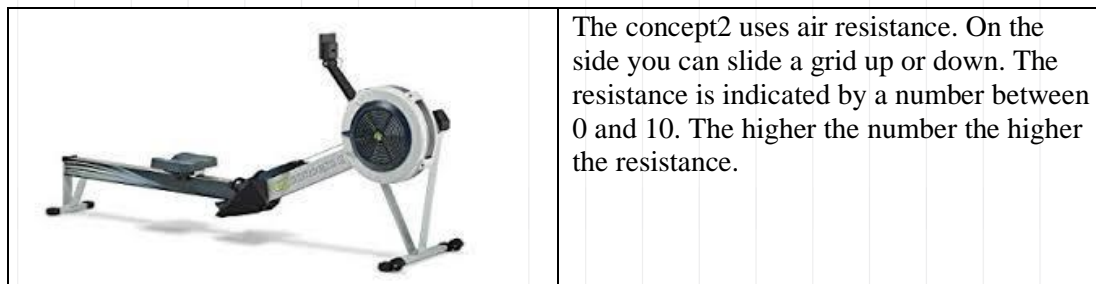 The concept2 uses air resistance. On the
side you can slide a grid up or down. The
resistance is indicated by a number between
0 and 10. The higher the number the higher
the resistance.